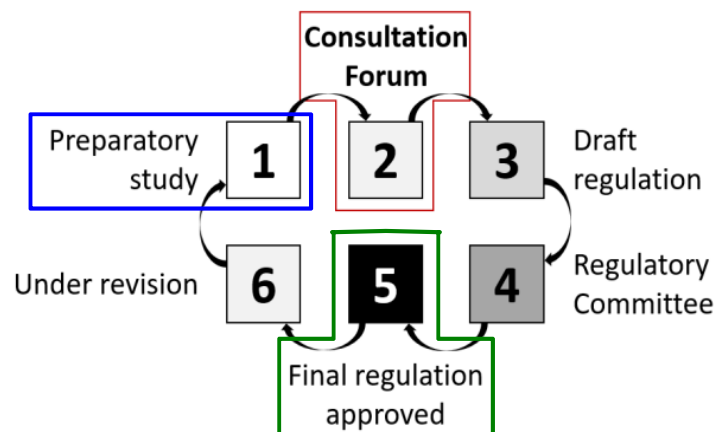 Consultation
Forum
Preparatory
study
1
2
3
Draft
regulation
Under revision
6
5
4
Regulatory
Committee
Final regulation
approved